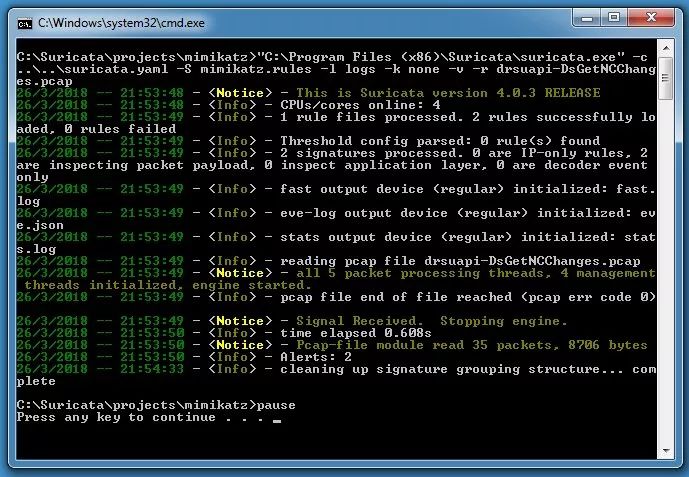 C:\Windows\system32\cmd.exe
C:\Suricata\projects\mimikatz>"C:\Program Files (x86)\Suricata\suricata.exe" -c
..\..\suricata.yaml -S mimikatz.rules -l logs -k none -v -r drsuapi-DsGetNCChang
es.pcap
26/3/2018 -- 21:53:48 - <Notice> - This is Suricata version 4.0.3 RELEASE
26/3/2018 -- 21:53:48 - <Info> - CPUs/cores online: 4
26/3/2018 -- 21:53:49 - <Info> - 1 rule files processed. 2 rules successfully lo
aded, 0 rules failed
26/3/2018 -- 21:53:49 - <Info> - Threshold config parsed: 0 rule(s) found
26/3/2018 -- 21:53:49 - <Info> - 2 signatures processed. 0 are IP-only rules, 2
are inspecting packet payload, 0 inspect application layer, 0 are decoder event
only
26/3/2018 -- 21:53:49 - <Info> - fast output device (regular) initialized: fast.
log
26/3/2018 -- 21:53:49 - <Info> - eve-log output device (regular) initialized: ev
e.json
26/3/2018 -- 21:53:49 - <Info> - stats output device (regular) initialized: stat
s.log
26/3/2018 -- 21:53:49 - <Info> - reading pcap file drsuapi-DsGetNCChanges.pcap
26/3/2018 -- 21:53:49 - <Notice> - all 5 packet processing threads, 4 management
threads initialized, engine started.
26/3/2018 -- 21:53:49 - <Info> - pcap file end of file reached (pcap err code 0)
26/3/2018 -- 21:53:49 - <Notice> - Signal Received.  Stopping engine.
26/3/2018 -- 21:53:50 - <Info> - time elapsed 0.608s
26/3/2018 -- 21:53:50 - <Notice> - Pcap-file module read 35 packets, 8706 bytes
26/3/2018 -- 21:53:50 - <Info> - Alerts: 2
26/3/2018 -- 21:54:33 - <Info> - cleaning up signature grouping structure... com
plete
C:\Suricata\projects\mimikatz>pause
Press any key to continue . . . _